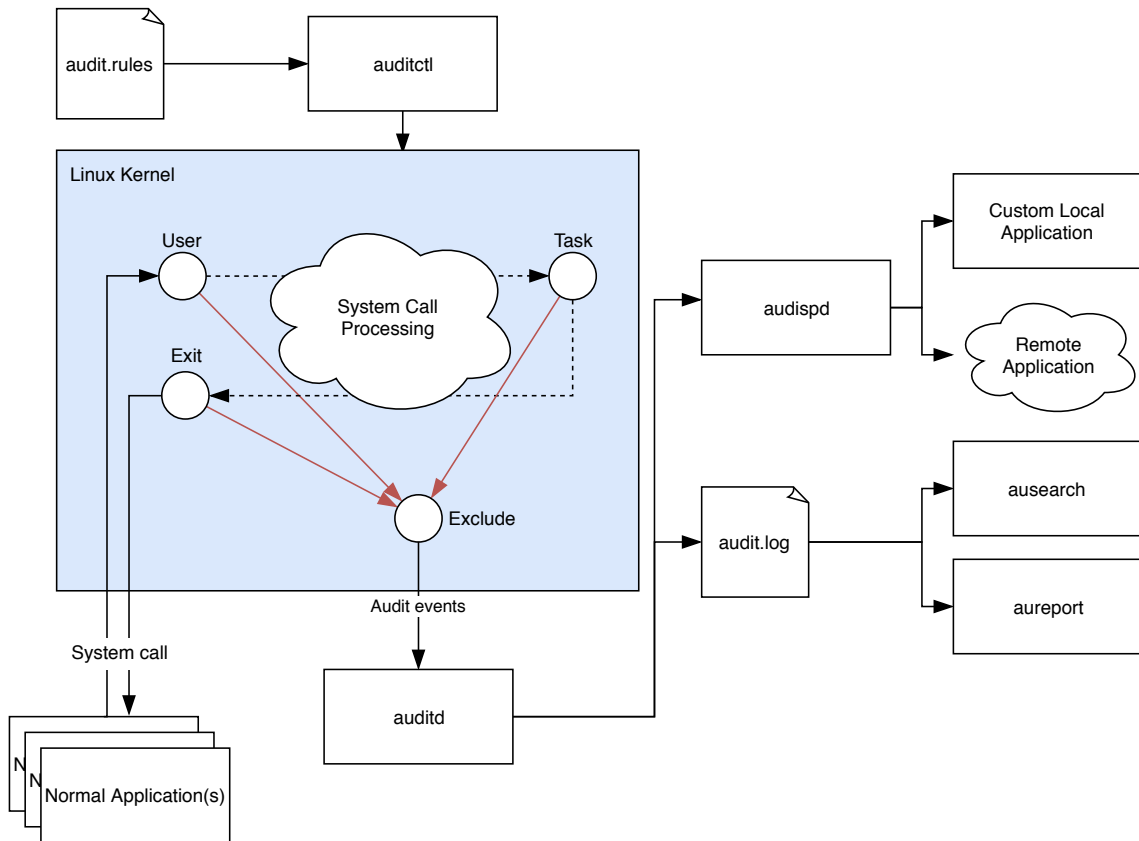 audit.rules
auditctl
Linux Kernel
User
Task
System Call
Processing
Exit
Exclude
Audit events
System call
auditd
N
N
Normal Application(s)
audispd
Custom Local
Application
Remote
Application
audit.log
ausearch
aureport